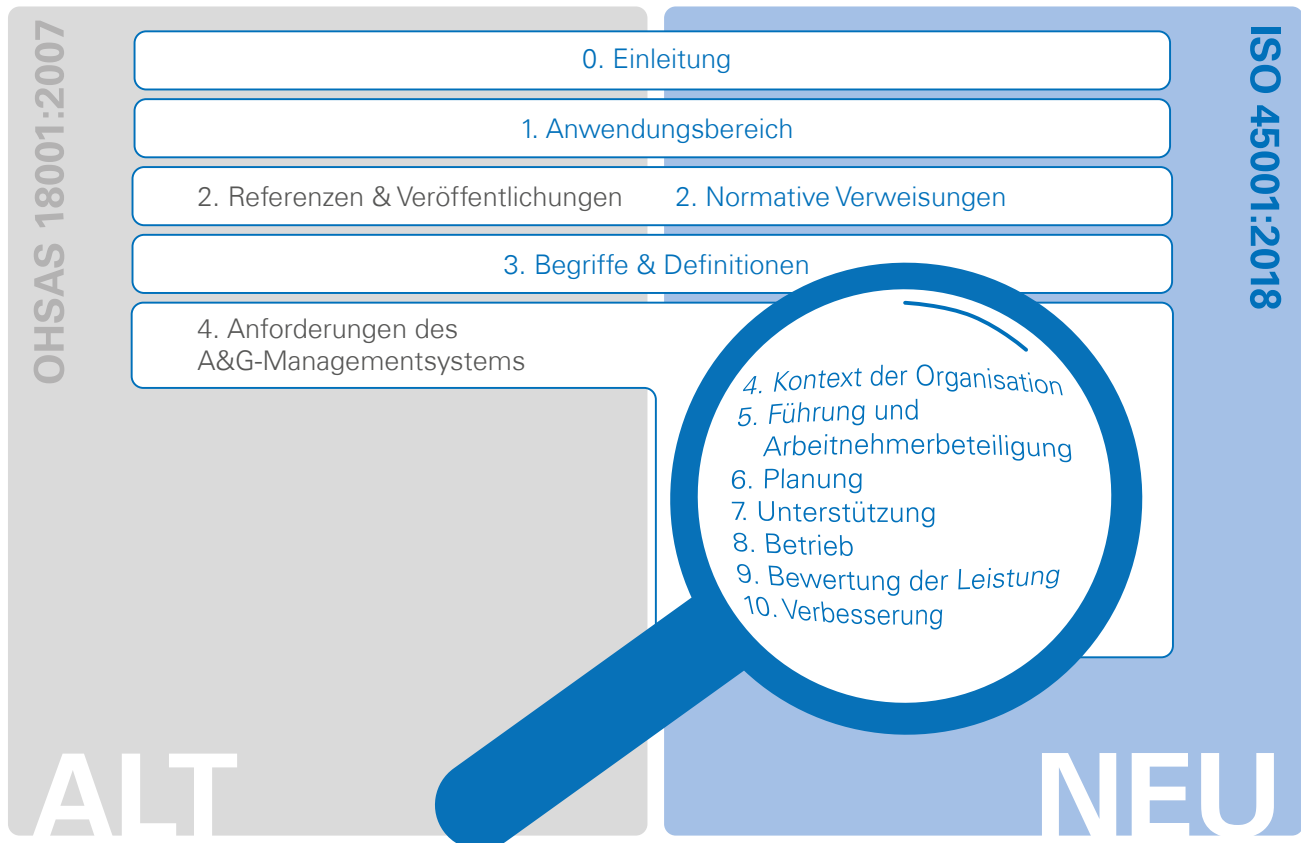 OHSAS 18001:2007
ISO 45001:2018
0. Einleitung
1. Anwendungsbereich
2. Referenzen & Veröffentlichungen
2. Normative Verweisungen
3. Begriffe & Definitionen
4. Anforderungen des
A&G-Managementsystems
4. Kontext der Organisation
5. Führung und
Arbeitnehmerbeteiligung
6. Planung
7. Unterstützung
8. Betrieb
9. Bewertung der Leistung
10. Verbesserung
ALT
NEU